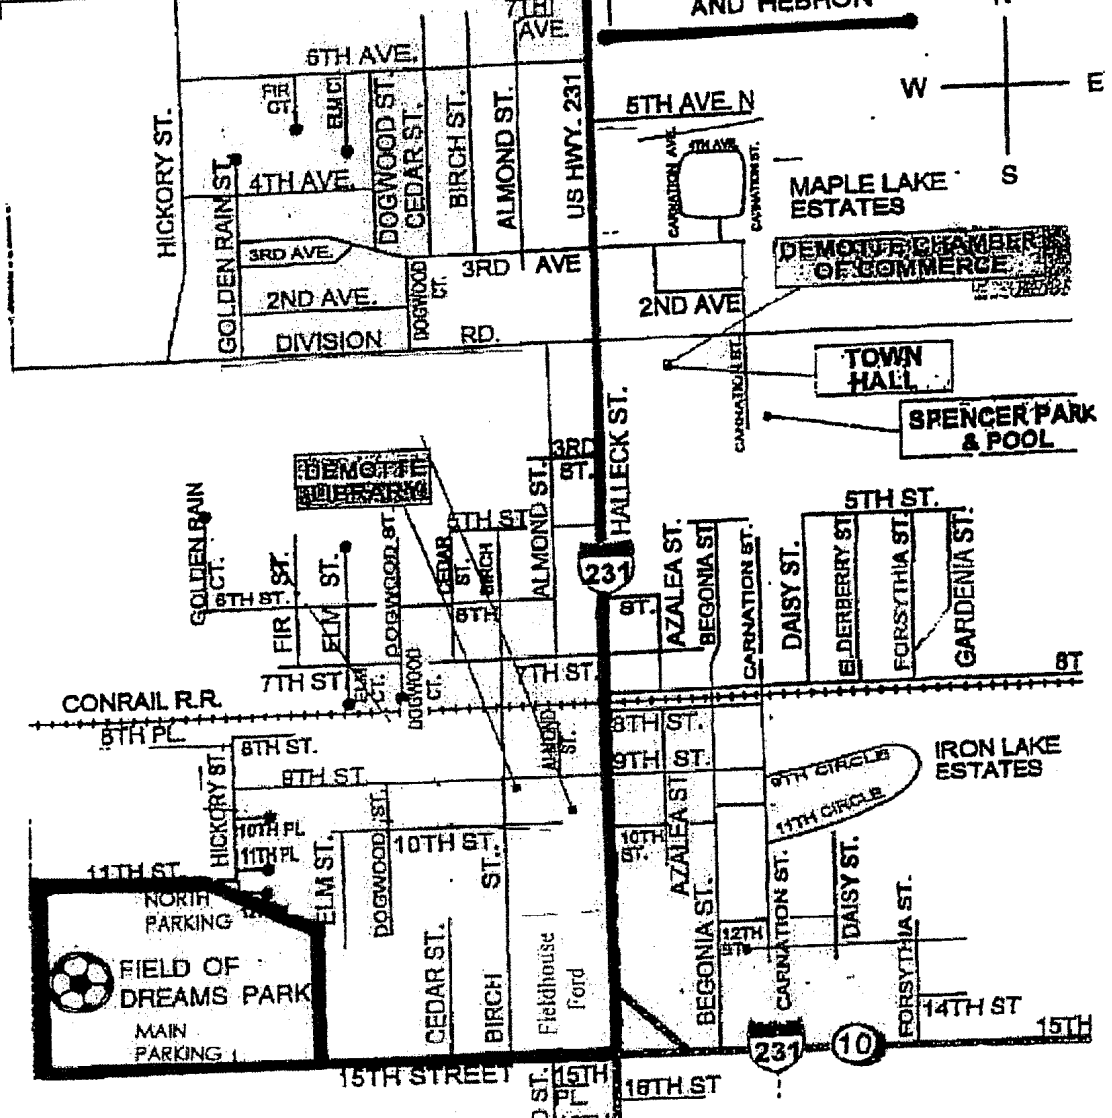 AND HEBRON
N
7TH
AVE.
6TH AVE.
W
E
S
FIR
CT.
ELM CT.
DOGWOOD ST.
CEDAR ST.
BIRCH ST.
ALMOND ST.
US HWY. 231
5TH AVE. N
CARNATION AVE.
4TH AVE.
CARNATION ST.
HICKORY ST.
GOLDEN RAIN ST.
4TH AVE.
MAPLE LAKE
ESTATES
DEMOTTE CHAMBER
OF COMMERCE
3RD AVE.
3RD AVE
2ND AVE.
DOGWOOD
CT.
2ND AVE
DIVISION RD.
CARNATION ST.
TOWN
HALL
SPENCER PARK
& POOL
HALLECK ST.
3RD
ST.
DEMOTTE
LIBRARY
GOLDEN RAIN
CT.
5TH ST
ALMOND ST.
5TH ST.
FIR ST.
ELM ST.
DOGWOOD ST.
CEDAR
ST.
BIRCH
231
AZALEA ST.
BEGONIA ST.
CARNATION ST.
DAISY ST.
ELDERBERRY ST
FORSYTHIA ST.
GARDENIA ST.
6TH ST.
6TH
ST.
7TH ST
ELM
CT.
DOGWOOD
CT.
7TH ST.
8T
CONRAIL R.R.
8TH PL.
8TH ST.
ALMOND
ST.
8TH ST.
9TH ST.
9TH ST.
9TH CIRCLE
IRON LAKE
ESTATES
HICKORY ST.
10TH PL
11TH PL
DOGWOOD ST.
10TH ST.
10TH
ST.
AZALEA ST
11TH CIRCLE
11TH ST.
ELM ST.
NORTH
PARKING
ST.
BEGONIA ST.
12TH
ST.
CARNATION ST.
DAISY ST.
FORSYTHIA ST.
FIELD OF
DREAMS PARK
MAIN
PARKING
CEDAR ST.
BIRCH
Fieldhouse
Ford
14TH ST
15TH
231
10
15TH STREET
15TH
PL.
16TH ST
D ST.